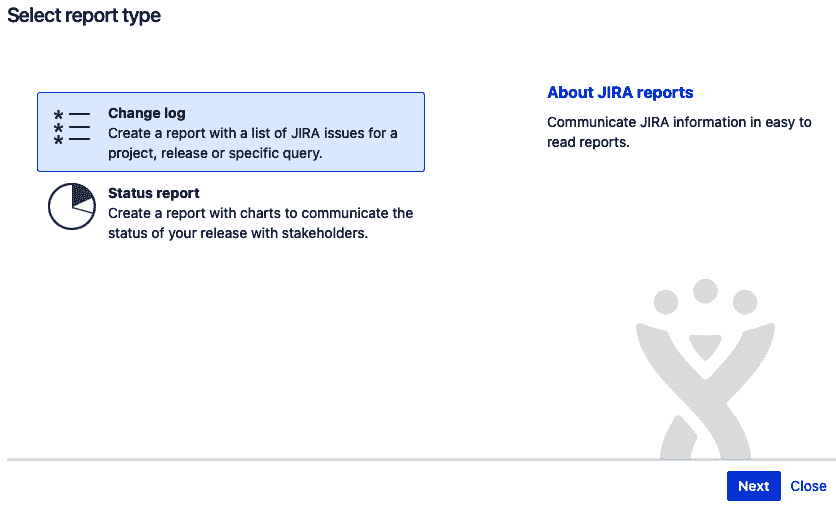 Select report type
Change log
Create a report with a list of JIRA issues for a
project, release or specific query.
Status report
Create a report with charts to communicate the
status of your release with stakeholders.
About JIRA reports
Communicate JIRA information in easy to
read reports.
Next
Close